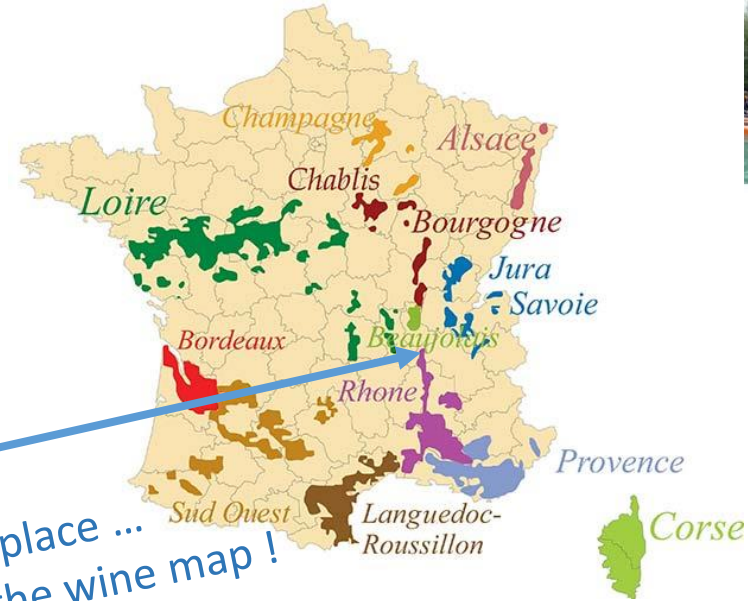 Champagne
Alsace
Chablis
Loire
Bourgogne
Jura
Savoie
Bordeaux
Beaujolais
Rhone
Provence
Sud Ouest
Languedoc-
Roussillon
Corse
place ...
the wine map !